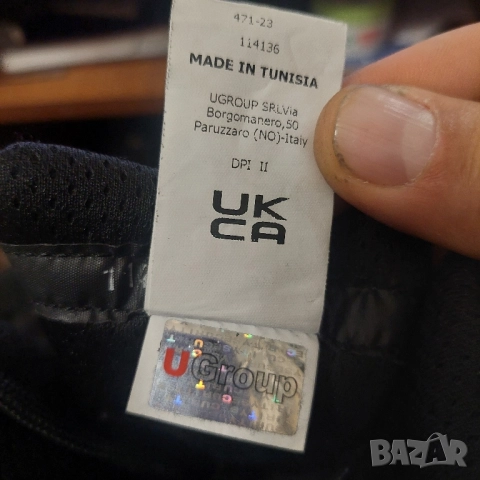 471-23
114136
MADE IN TUNISIA
UGROUP SRLVia
Borgomanero,50
Paruzzaro (NO)-Italy
DPI II
UK
CA
UGroup
BAZAR